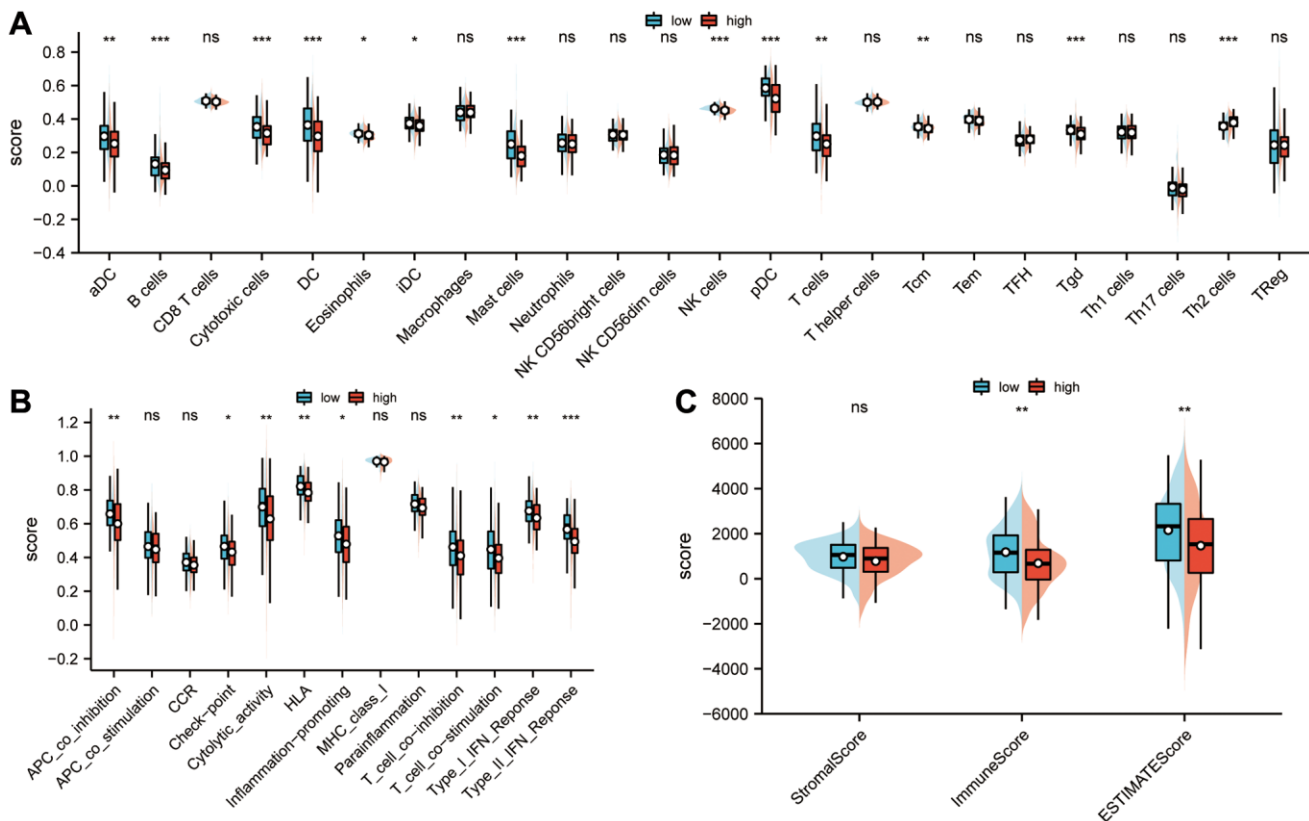 A
low high
** *** ns *** *** * * ns *** ns ns ns *** *** ** ns ** ns ns *** ns ns *** ns
score
0.8
0.6
0.4
0.2
0.0
−0.4
aDC
B cells
CD8 T cells
Cytotoxic cells
DC
Eosinophils
iDC
Macrophages
Mast cells
Neutrophils
NK CD56bright cells
NK CD56dim cells
NK cells
pDC
T cells
T helper cells
Tcm
Tem
TFH
Tgd
Th1 cells
Th17 cells
Th2 cells
TReg
B
low high
** ns ns * ** ** * ns ns ** * ** ***
score
1.2
1.0
0.8
0.6
0.4
0.2
0.0
−0.2
APC_co_inhibition
APC_co_stimulation
CCR
Check−point
Cytolytic_activity
HLA
Inflammation−promoting
MHC_class_I
Parainflammation
T_cell_co−inhibition
T_cell_co−stimulation
Type_I_IFN_Reponse
Type_II_IFN_Reponse
C
low high
ns ** **
score
8000
6000
4000
2000
0
−2000
−4000
−6000
StromalScore
ImmuneScore
ESTIMATEScore